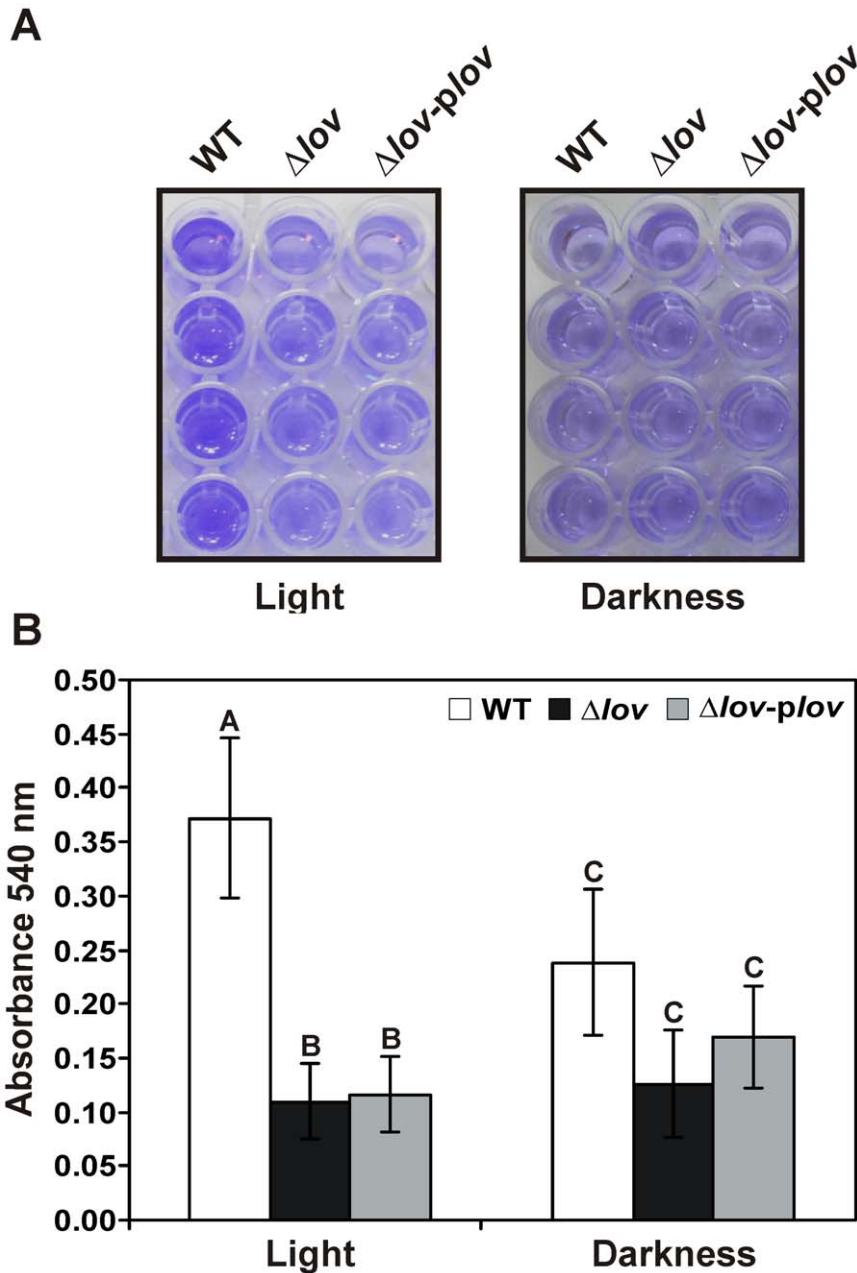 A
WT Δlov Δlov-plov WT Δlov Δlov-plov
Light Darkness
B
0.50
0.45
0.40
0.35
0.30
0.25
0.20
0.15
0.10
0.05
0.00
Absorbance 540 nm
WT Δlov Δlov-plov
A
B B
C
C
C
Light Darkness